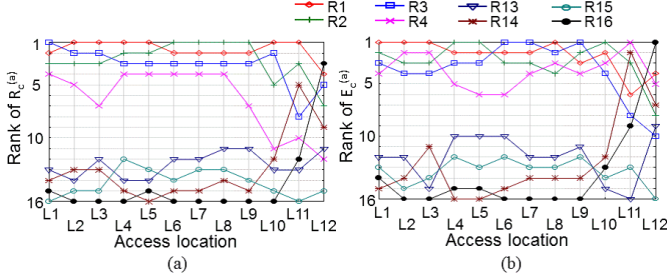 R1 R3 R13 R15
R2 R4 R14 R16
(a) (b)
Rank of R_c^(a)
1
5
10
16
L1 L3 L5 L7 L9 L11
L2 L4 L6 L8 L10 L12
Access location
(a)
Rank of E_c^(a)
1
5
10
16
L1 L3 L5 L7 L9 L11
L2 L4 L6 L8 L10 L12
Access location
(b)